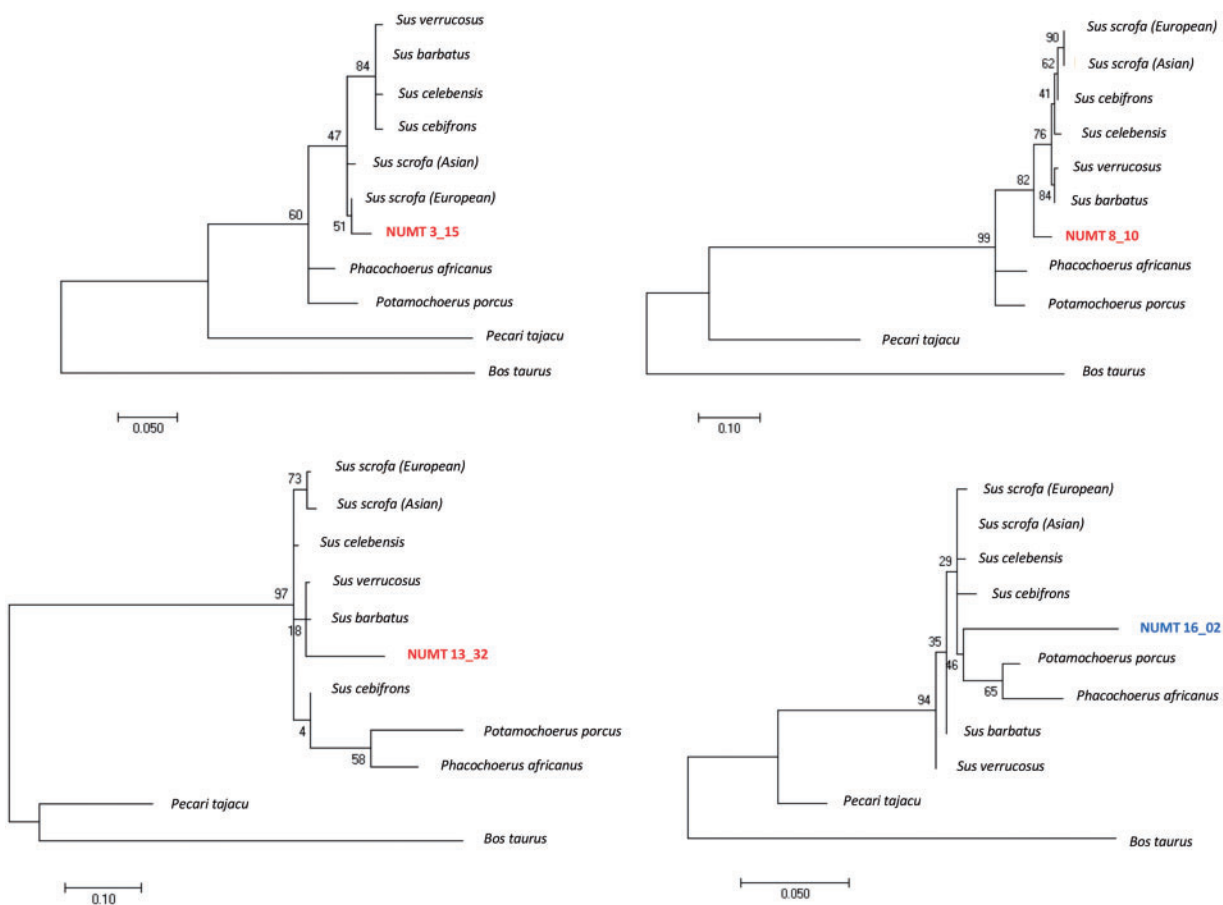 Sus verrucosus
Sus barbatus
84
Sus celebensis
Sus cebifrons
47
Sus scrofa (Asian)
Sus scrofa (European)
51
NUMT 3_15
60
Phacochoerus africanus
Potamochoerus porcus
Pecari tajacu
Bos taurus
0.050
Sus scrofa (European)
90
62
Sus scrofa (Asian)
41
Sus cebifrons
76
Sus celebensis
Sus verrucosus
82
84
Sus barbatus
NUMT 8_10
99
Phacochoerus africanus
Potamochoerus porcus
Pecari tajacu
Bos taurus
0.10
Sus scrofa (European)
73
Sus scrofa (Asian)
Sus celebensis
Sus verrucosus
97
Sus barbatus
18
NUMT 13_32
Sus cebifrons
4
Potamochoerus porcus
58
Phacochoerus africanus
Pecari tajacu
Bos taurus
0.10
Sus scrofa (European)
Sus scrofa (Asian)
29
Sus celebensis
Sus cebifrons
NUMT 16_02
35
46
Potamochoerus porcus
65
Phacochoerus africanus
94
Sus barbatus
Sus verrucosus
Pecari tajacu
Bos taurus
0.050